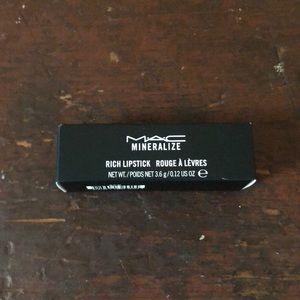 MAC
MINERALIZE
RICH LIPSTICK ROUGE À LÈVRES
NET WT./POIDS NET 3.6 g/0.12 US OZ ℮